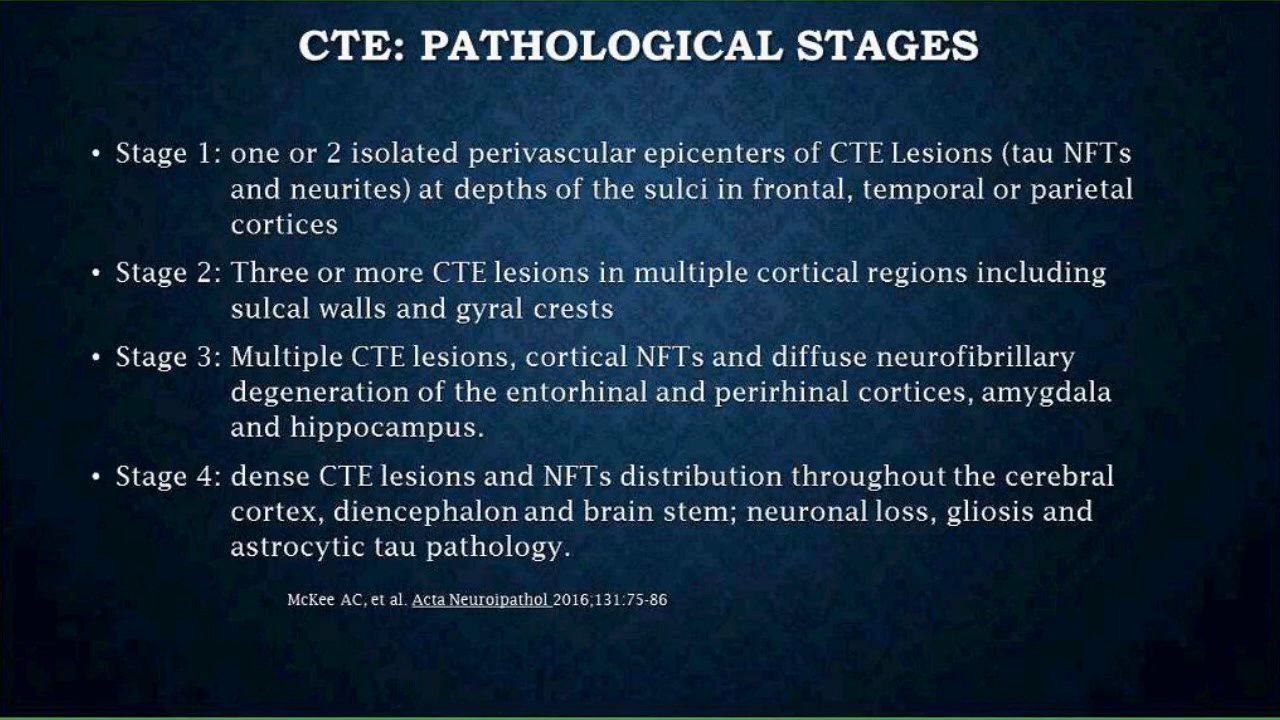 CTE: PATHOLOGICAL STAGES
• Stage 1: one or 2 isolated perivascular epicenters of CTE Lesions (tau NFTs
and neurites) at depths of the sulci in frontal, temporal or parietal
cortices
• Stage 2: Three or more CTE lesions in multiple cortical regions including
sulcal walls and gyral crests
• Stage 3: Multiple CTE lesions, cortical NFTs and diffuse neurofibrillary
degeneration of the entorhinal and perirhinal cortices, amygdala
and hippocampus.
• Stage 4: dense CTE lesions and NFTs distribution throughout the cerebral
cortex, diencephalon and brain stem; neuronal loss, gliosis and
astrocytic tau pathology.
McKee AC, et al. Acta Neuroipathol 2016;131:75-86